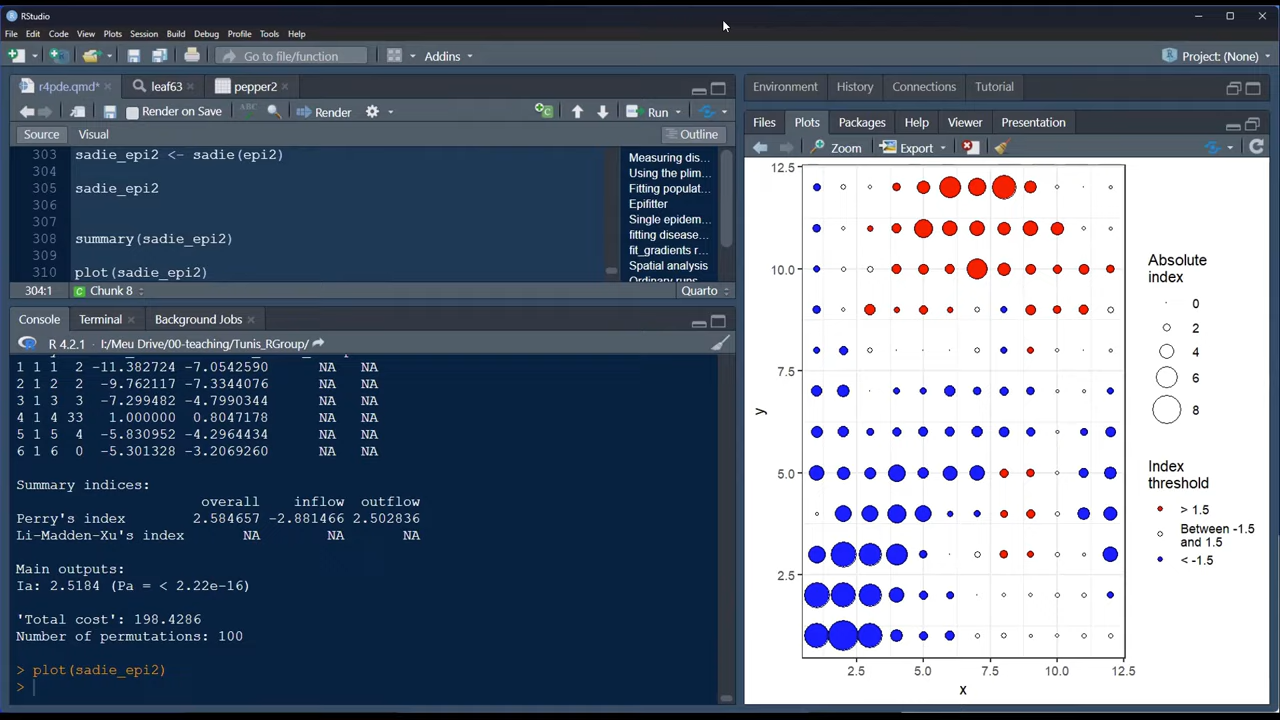 RStudio
File Edit Code View Plots Session Build Debug Profile Tools Help
Go to file/function
Addins
Project: (None)
r4pde.qmd*
leaf63
pepper2
Render on Save
ABC
Render
Run
Source
Visual
Outline
303 sadie_epi2 <- sadie(epi2)
304
305 sadie_epi2
306
307
308 summary(sadie_epi2)
309
310 plot(sadie_epi2)
Measuring dis...
Using the plim...
Fitting populat...
Epifitter
Single epidem...
fitting disease...
fit_gradients r...
Spatial analysis
304:1
Chunk 8
Quarto
Console
Terminal
Background Jobs
R 4.2.1 · I:/Meu Drive/00-teaching/Tunis_RGroup/
1 1 1 2 -11.382724 -7.0542590 NA NA
2 1 2 2 -9.762117 -7.3344076 NA NA
3 1 3 3 -7.299482 -4.7990344 NA NA
4 1 4 33 1.000000 0.8047178 NA NA
5 1 5 4 -5.830952 -4.2964434 NA NA
6 1 6 0 -5.301328 -3.2069260 NA NA
Summary indices:
overall inflow outflow
Perry's index 2.584657 -2.881466 2.502836
Li-Madden-Xu's index NA NA NA
Main outputs:
Ia: 2.5184 (Pa = < 2.22e-16)
'Total cost': 198.4286
Number of permutations: 100
> plot(sadie_epi2)
>
Environment
History
Connections
Tutorial
Files
Plots
Packages
Help
Viewer
Presentation
Zoom
Export
12.5
10.0
7.5
5.0
2.5
y
2.5 5.0 7.5 10.0 12.5
x
Absolute
index
0
2
4
6
8
Index
threshold
> 1.5
Between -1.5
and 1.5
< -1.5